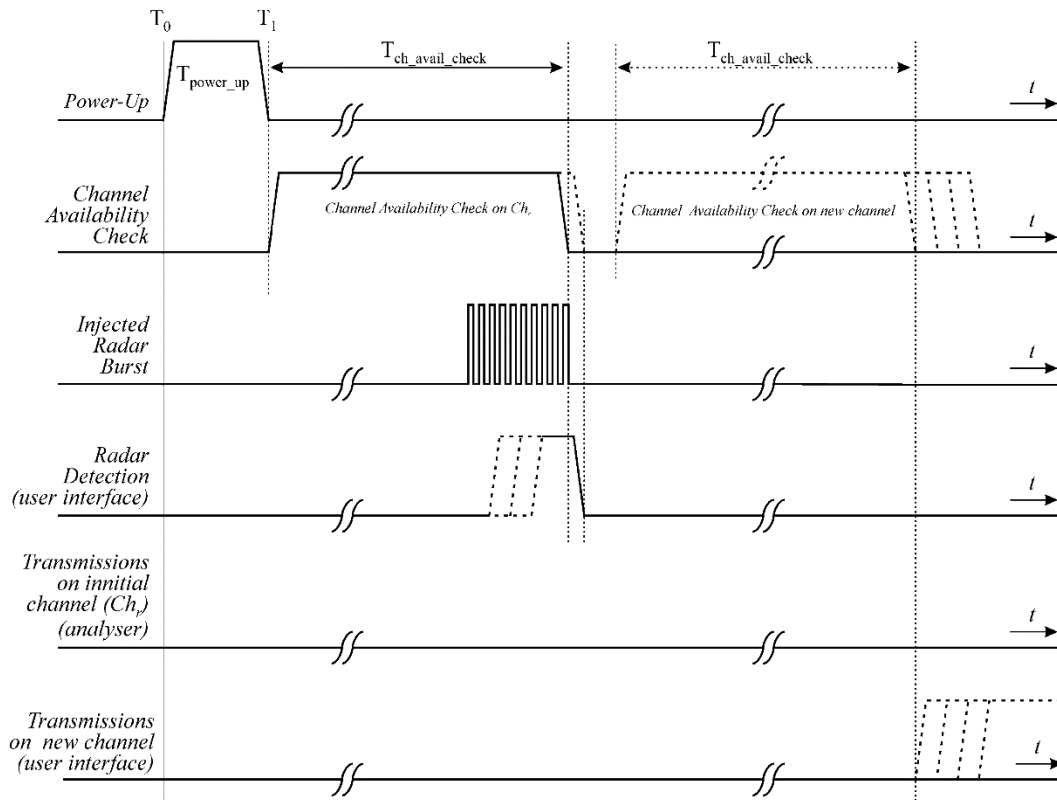 T0 T1
Tch_avail_check Tch_avail_check
Tpower_up
Power-Up
t
Channel
Availability
Check
Channel Availability Check on Chr
Channel Availability Check on new channel
t
Injected
Radar
Burst
t
Radar
Detection
(user interface)
t
Transmissions
on innitial
channel (Chr)
(analyser)
t
Transmissions
on new channel
(user interface)
t